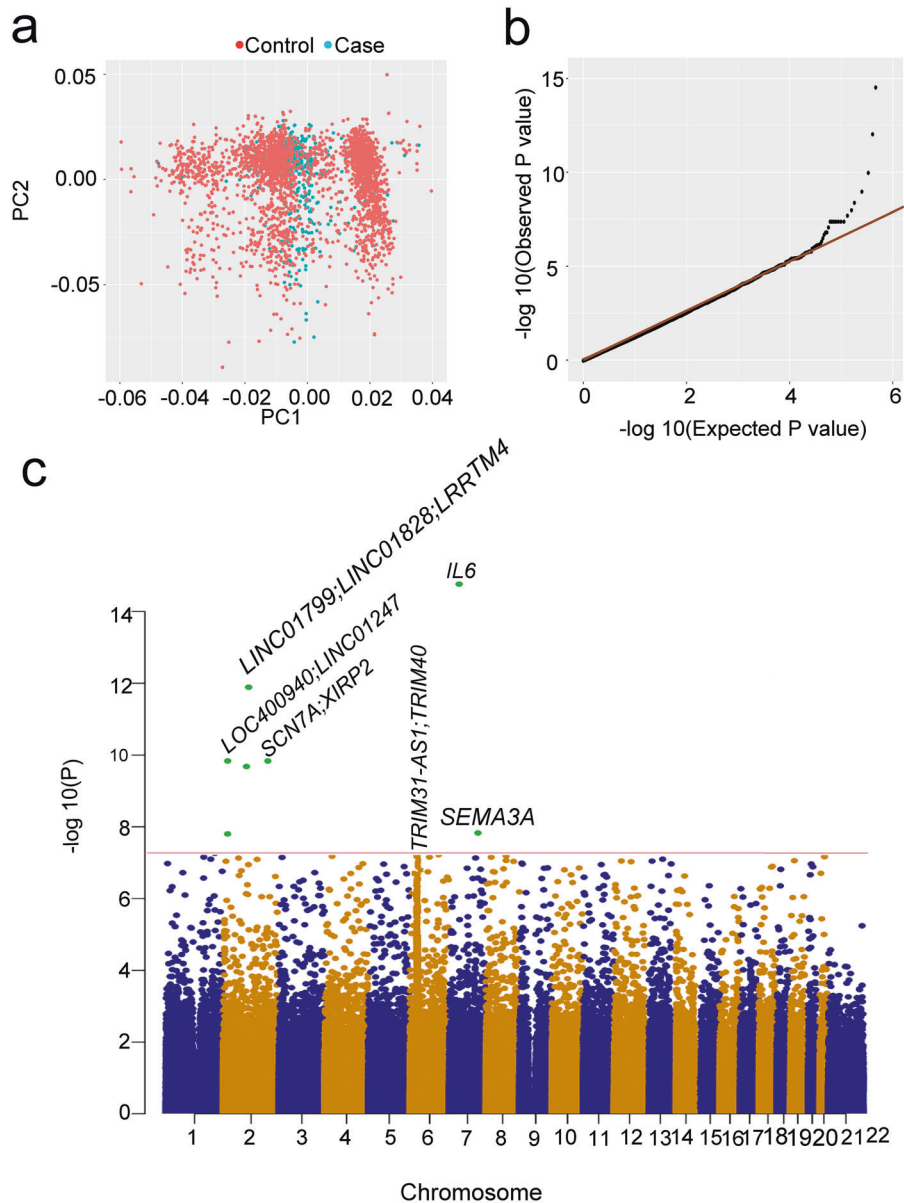 a
Control Case
0.05
0.00
-0.05
PC2
-0.06 -0.04 -0.02 0.00 0.02 0.04
PC1
b
15
10
5
0
-log 10(Observed P value)
0 2 4 6
-log 10(Expected P value)
c
LINC01799;LINC01828;LRRTM4
LOC400940;LINC01247
SCN7A;XIRP2
TRIM31-AS1;TRIM40
IL6
SEMA3A
14
12
10
8
6
4
2
0
-log 10(P)
1 2 3 4 5 6 7 8 9 10 11 12 13 14 15 16 17 18 19 20 21 22
Chromosome